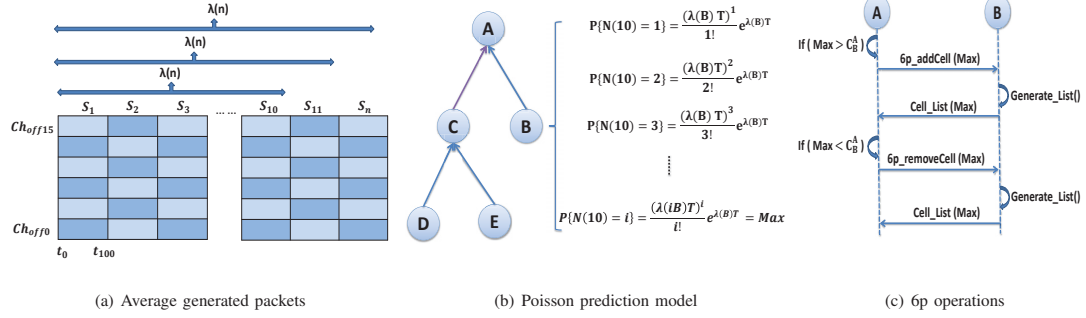 λ(n)
λ(n)
λ(n)
S1 S2 S3 ... ... S10 S11 Sn
Choff15
Choff0
t0 t100
(a) Average generated packets
A
C B
D E
P{N(10) = 1} = (λ(B) T)^1 / 1! e^λ(B)T
P{N(10) = 2} = (λ(B)T)^2 / 2! e^λ(B)T
P{N(10) = 3} = (λ(B) T)^3 / 3! e^λ(B)T
P{N(10) = i} = (λ(iB)T)^i / i! e^λ(B)T = Max
(b) Poisson prediction model
A B
If ( Max > C_B^A )
6p_addCell (Max)
Generate_List()
Cell_List (Max)
If ( Max < C_B^A )
6p_removeCell (Max)
Generate_List()
Cell_List (Max)
(c) 6p operations